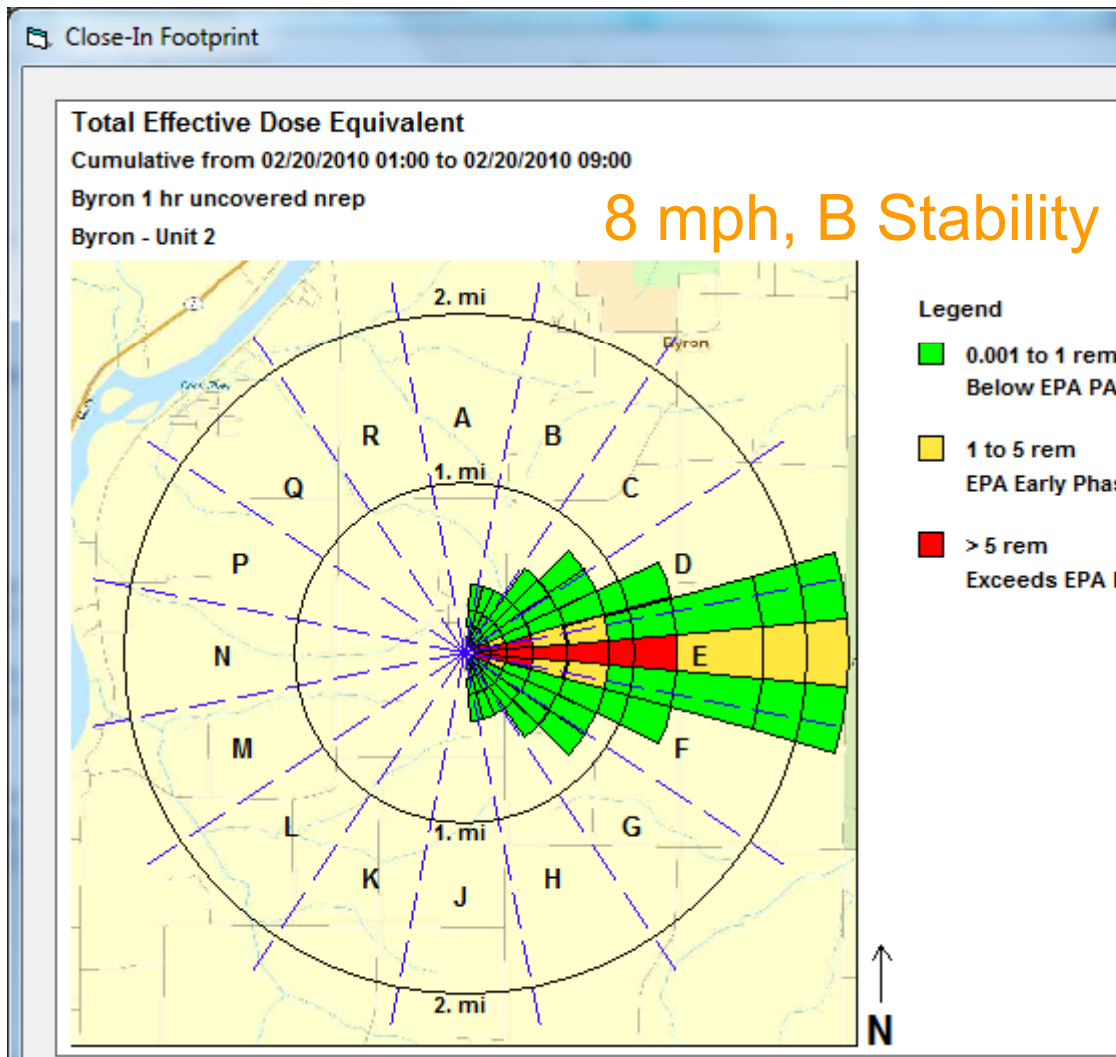 Close-In Footprint
Total Effective Dose Equivalent
Cumulative from 02/20/2010 01:00 to 02/20/2010 09:00
Byron 1 hr uncovered nrep
Byron - Unit 2
8 mph, B Stability
2. mi
Byron
A
R
B
1. mi
Q
C
P
D
N
E
M
F
L
G
1. mi
K
H
J
2. mi
Legend
0.001 to 1 rem
Below EPA PA
1 to 5 rem
EPA Early Phas
> 5 rem
Exceeds EPA
N